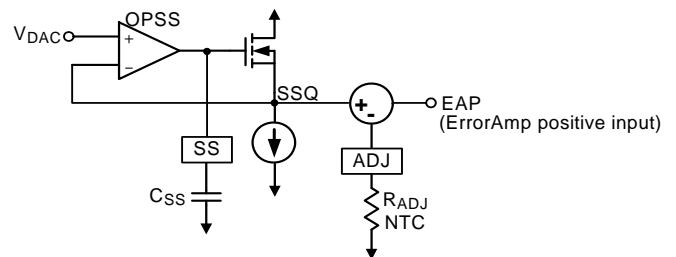 OPSS
VDAC
+
−
SSQ
+
-
EAP
(ErrorAmp positive input)
SS
ADJ
CSS
RADJ
NTC